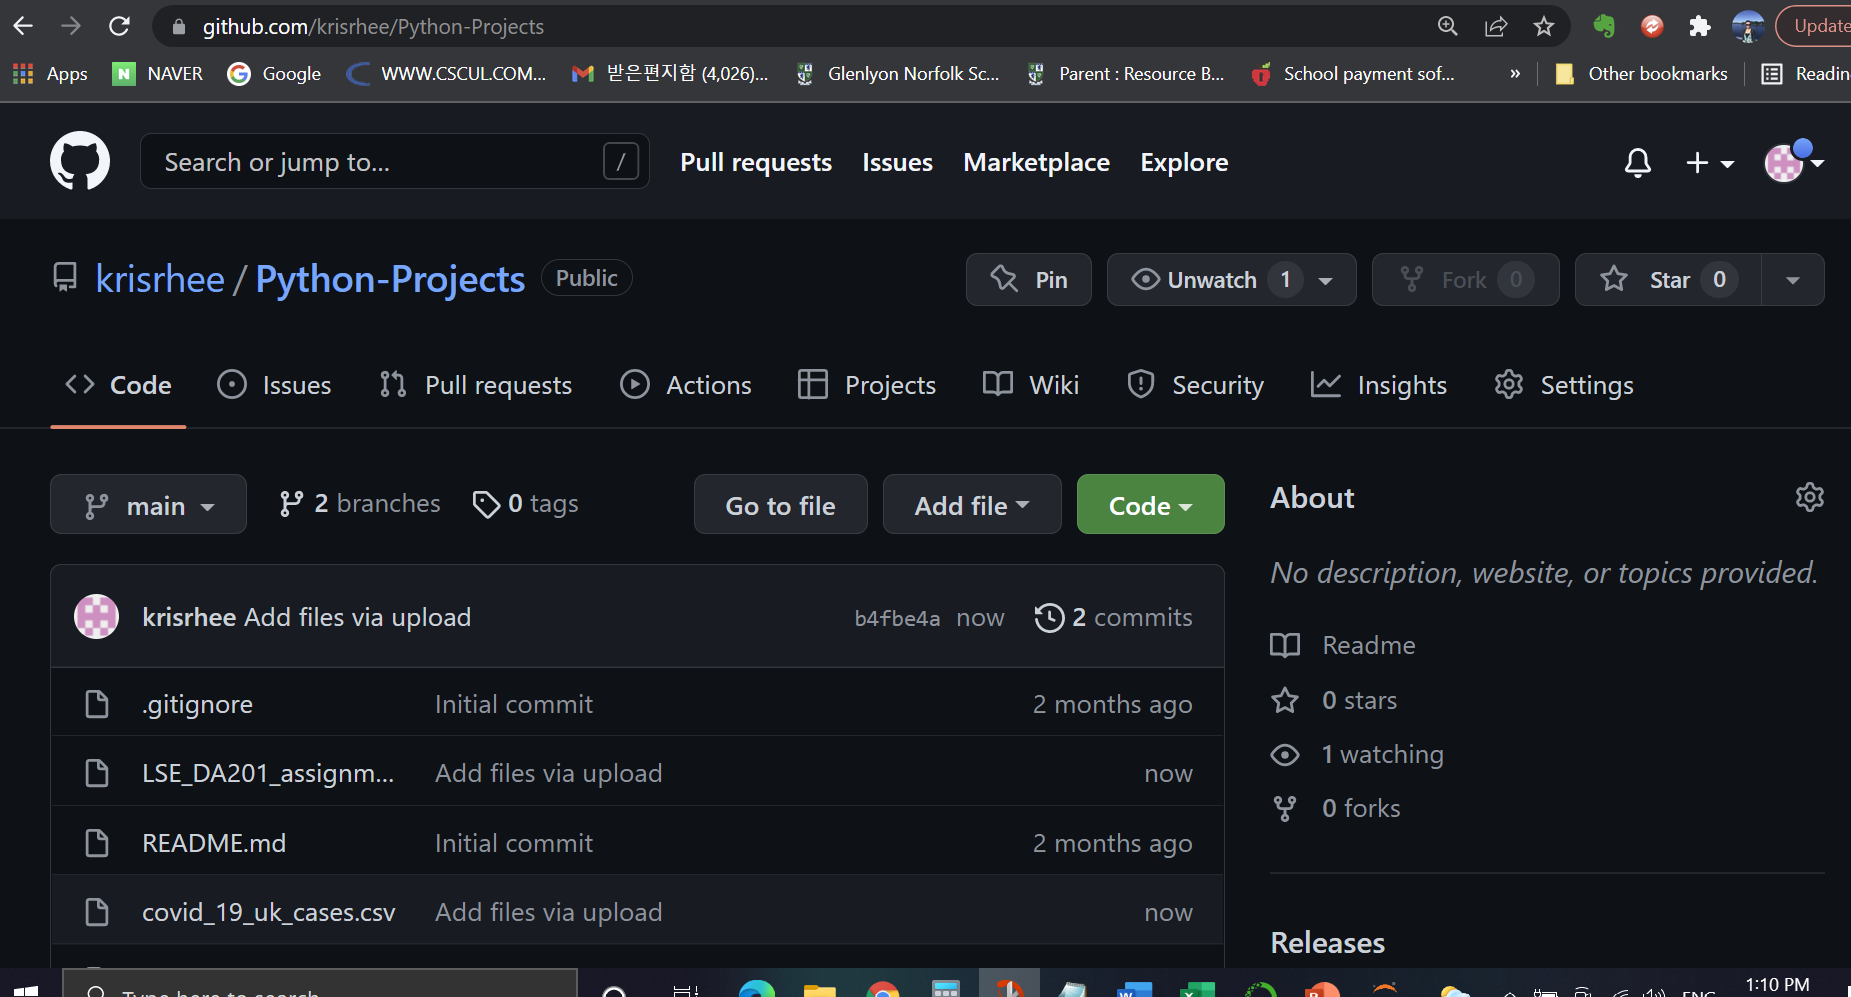 github.com/krisrhee/Python-Projects
Update
Apps
N NAVER
Google
WWW.CSCUL.COM...
받은편지함 (4,026)...
Glenlyon Norfolk Sc...
Parent : Resource B...
School payment sof...
»
Other bookmarks
Readin
Search or jump to...
/
Pull requests
Issues
Marketplace
Explore
krisrhee / Python-Projects
Public
Pin
Unwatch 1
Fork 0
Star 0
Code
Issues
Pull requests
Actions
Projects
Wiki
Security
Insights
Settings
main
2 branches
0 tags
Go to file
Add file
Code
About
No description, website, or topics provided.
krisrhee Add files via upload
b4fbe4a now
2 commits
.gitignore Initial commit 2 months ago
LSE_DA201_assignm... Add files via upload now
README.md Initial commit 2 months ago
covid_19_uk_cases.csv Add files via upload now
Readme
0 stars
1 watching
0 forks
Releases
Type here to search
ENG
1:10 PM